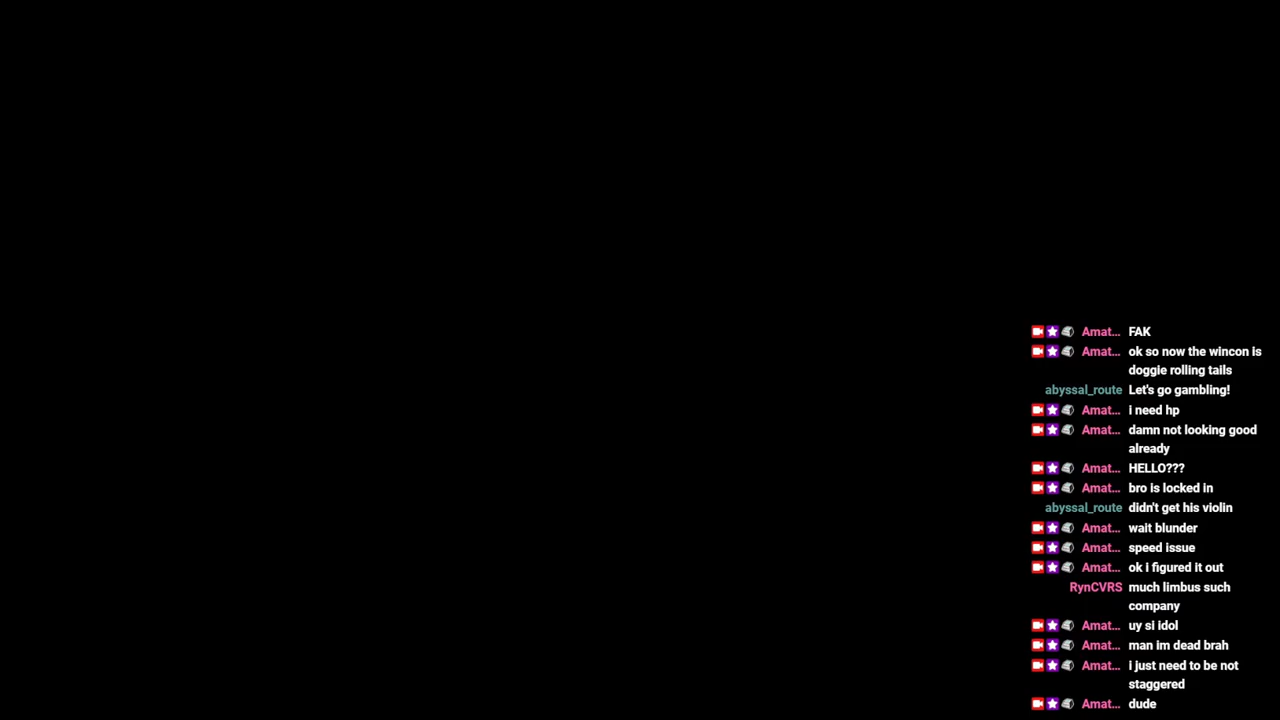 Amat... FAK
Amat... ok so now the wincon is
doggie rolling tails
abyssal_route Let's go gambling!
Amat... i need hp
Amat... damn not looking good
already
Amat... HELLO???
Amat... bro is locked in
abyssal_route didn't get his violin
Amat... wait blunder
Amat... speed issue
Amat... ok i figured it out
RynCVRS much limbus such
company
Amat... uy si idol
Amat... man im dead brah
Amat... i just need to be not
staggered
Amat... dude